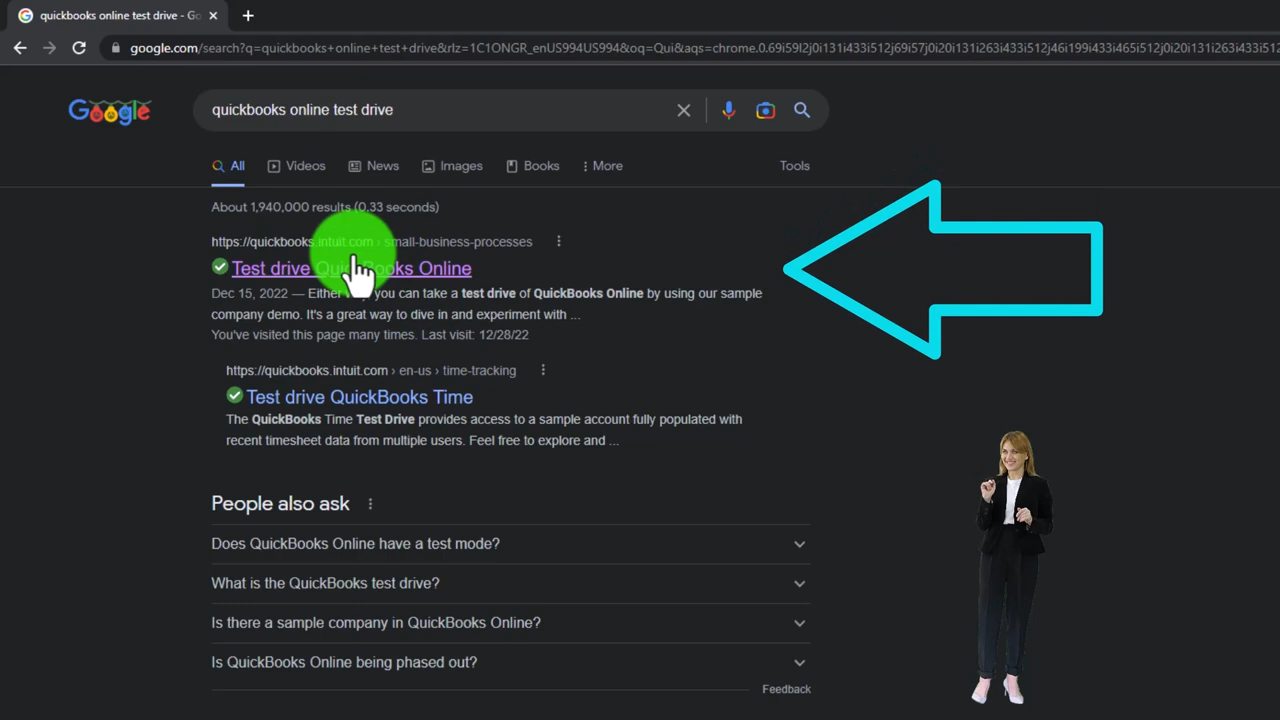 quickbooks online test drive - Go
google.com/search?q=quickbooks+online+test+drive&rlz=1C1ONGR_enUS994US994&oq=Qui&aqs=chrome.0.69i59l2j0i131i433i512j69i57j0i20i131i263i433i512j46i199i433i465i512j0i20i131i263i433i512
Google
quickbooks online test drive
All Videos News Images Books More Tools
About 1,940,000 results (0.33 seconds)
https://quickbooks.intuit.com › small-business-processes
Test drive QuickBooks Online
Dec 15, 2022 — Either way, you can take a test drive of QuickBooks Online by using our sample
company demo. It's a great way to dive in and experiment with ...
You've visited this page many times. Last visit: 12/28/22
https://quickbooks.intuit.com › en-us › time-tracking
Test drive QuickBooks Time
The QuickBooks Time Test Drive provides access to a sample account fully populated with
recent timesheet data from multiple users. Feel free to explore and ...
People also ask
Does QuickBooks Online have a test mode?
What is the QuickBooks test drive?
Is there a sample company in QuickBooks Online?
Is QuickBooks Online being phased out?
Feedback